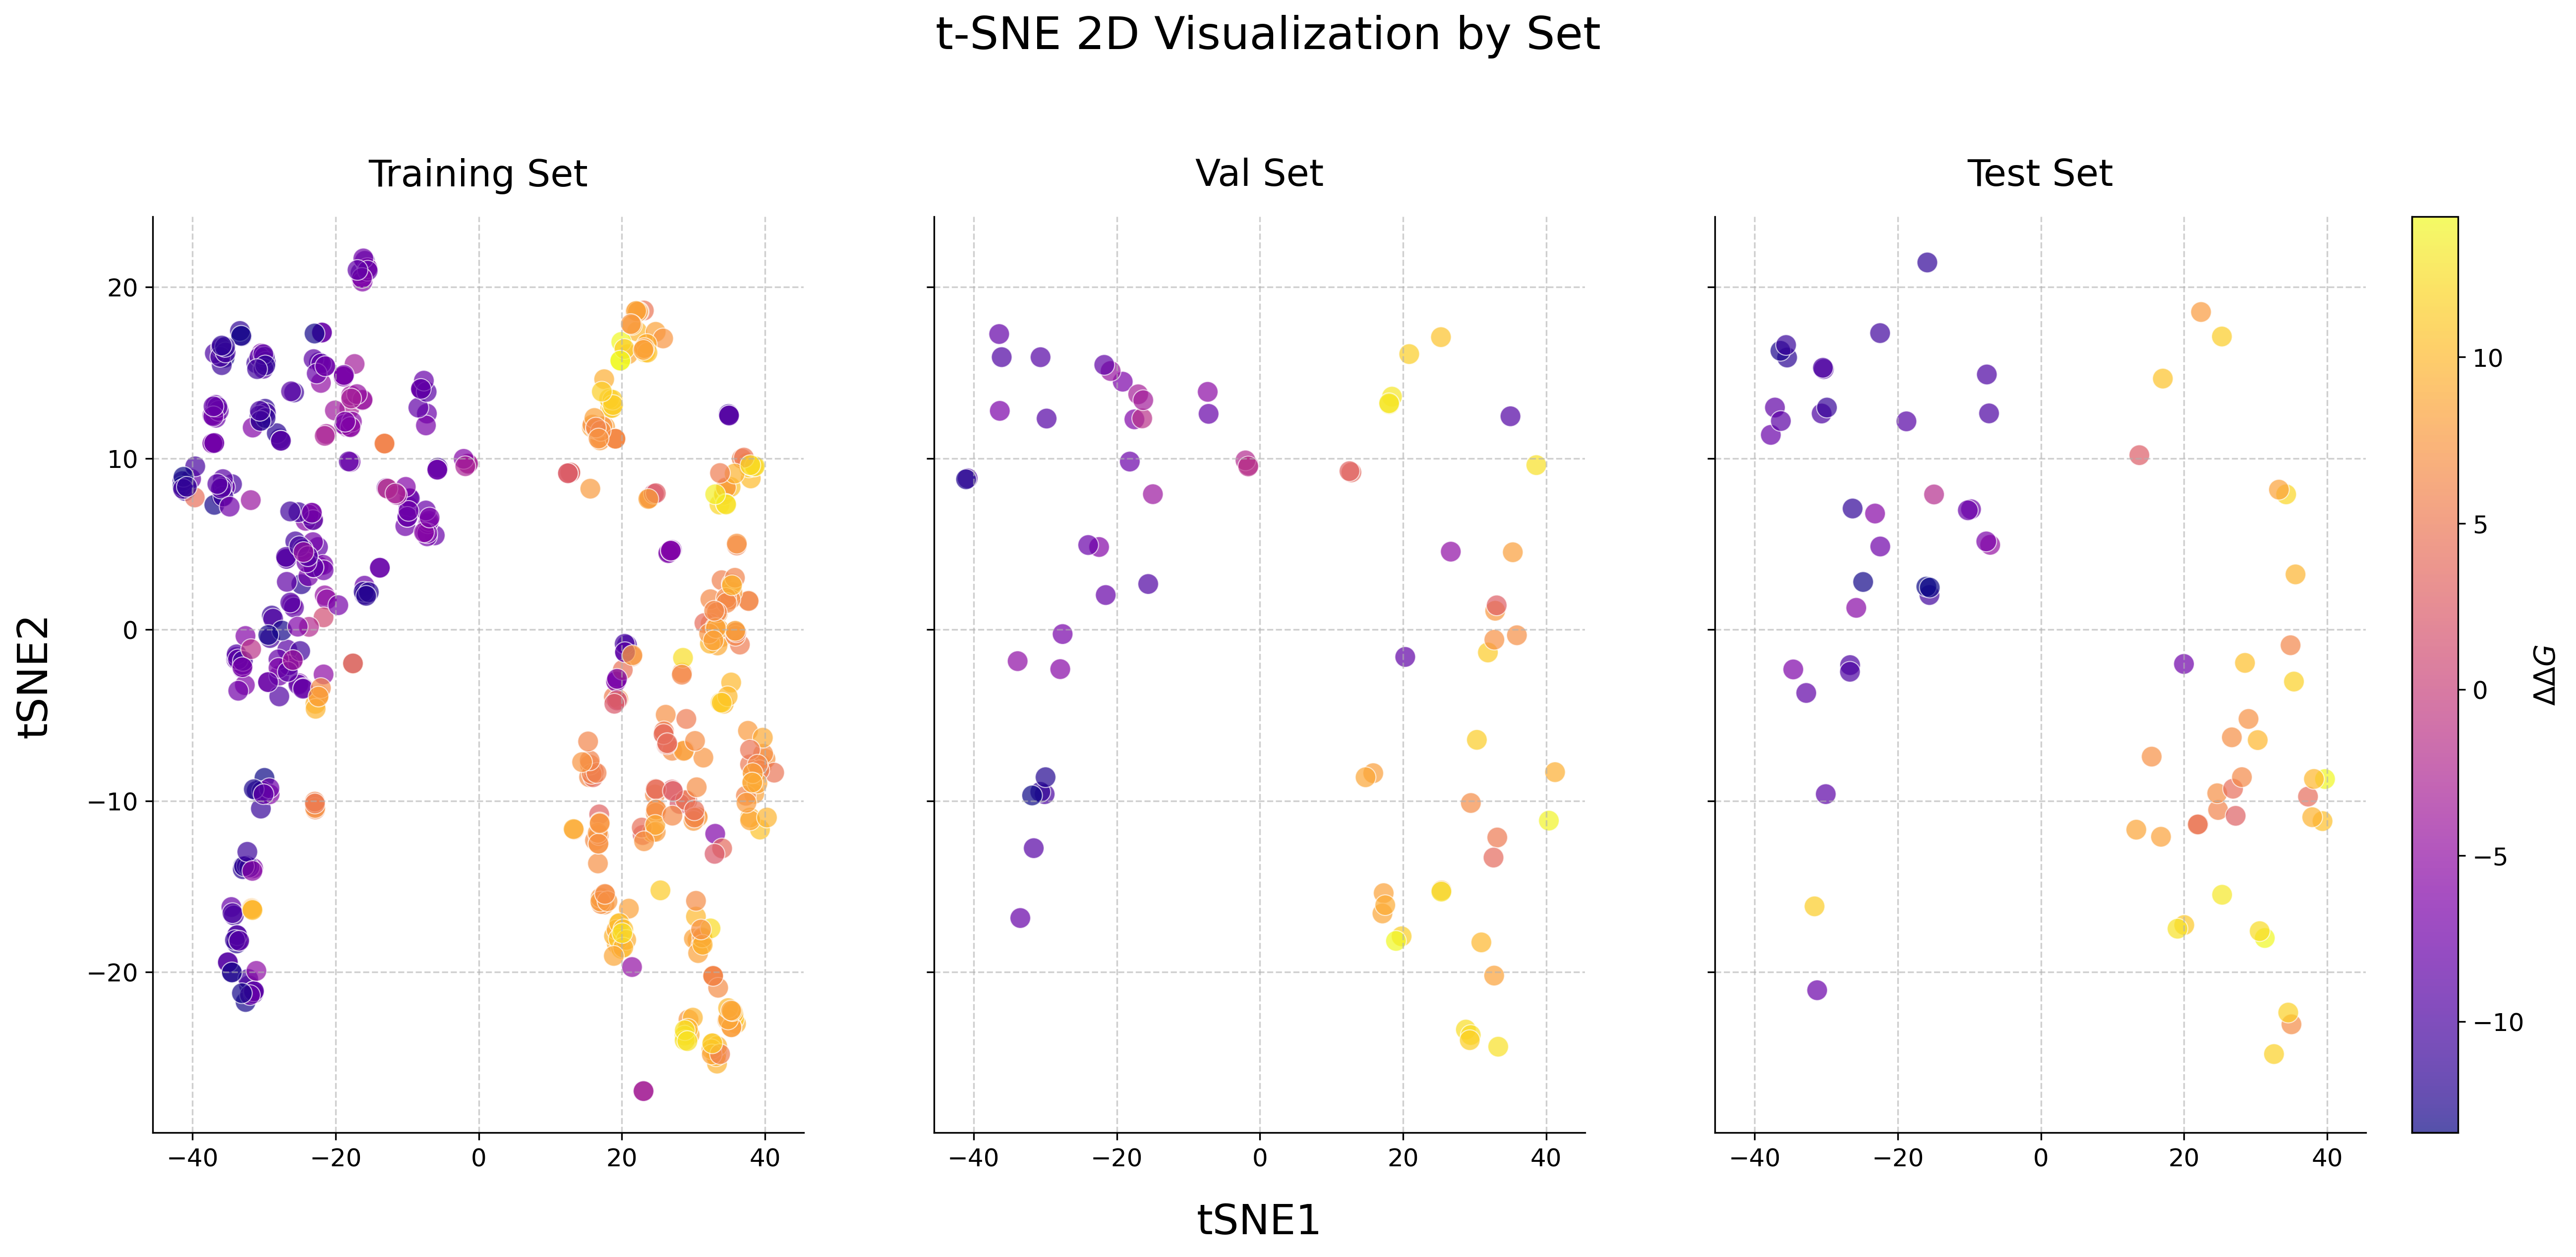 t-SNE 2D Visualization by Set
Training Set
Val Set
Test Set
tSNE2
20
10
0
−10
−20
−40 −20 0 20 40
−40 −20 0 20 40
−40 −20 0 20 40
tSNE1
10
5
0
−5
−10
ΔΔG